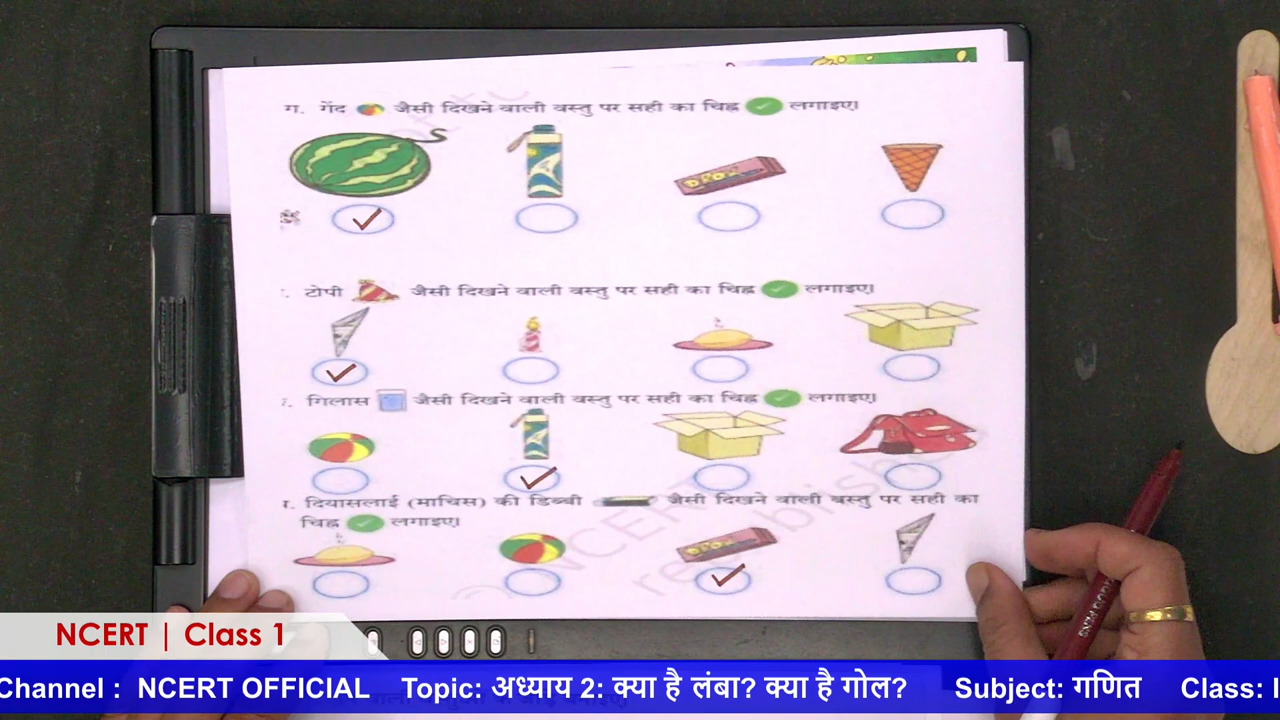 ग. गेंद जैसी दिखने वाली वस्तु पर सही का चिह्न लगाइए।
टोपी जैसी दिखने वाली वस्तु पर सही का चिह्न लगाइए।
गिलास जैसी दिखने वाली वस्तु पर सही का चिह्न लगाइए।
दियासलाई (माचिस) की डिब्बी जैसी दिखने वाली वस्तु पर सही का
चिह्न लगाइए।
NCERT | Class 1
Channel : NCERT OFFICIAL Topic: अध्याय 2: क्या है लंबा? क्या है गोल? Subject: गणित Class: I